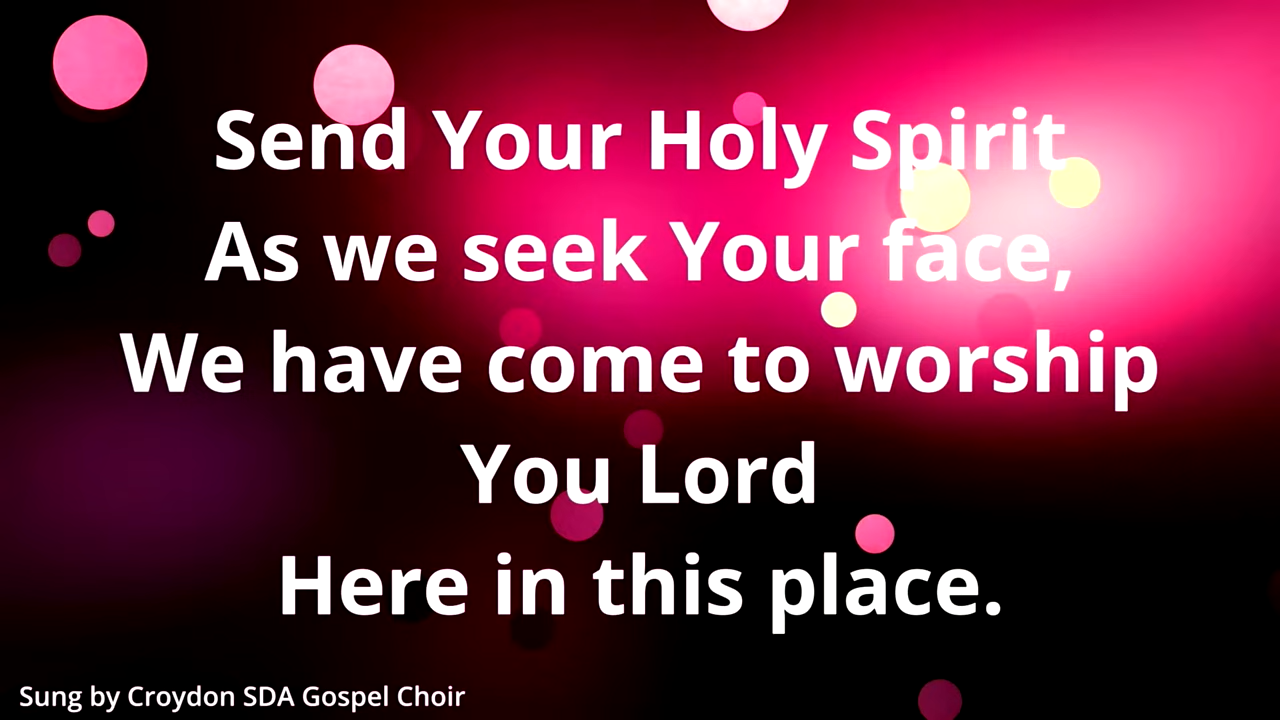 Send Your Holy Spirit
As we seek Your face,
We have come to worship
You Lord
Here in this place.
Sung by Croydon SDA Gospel Choir